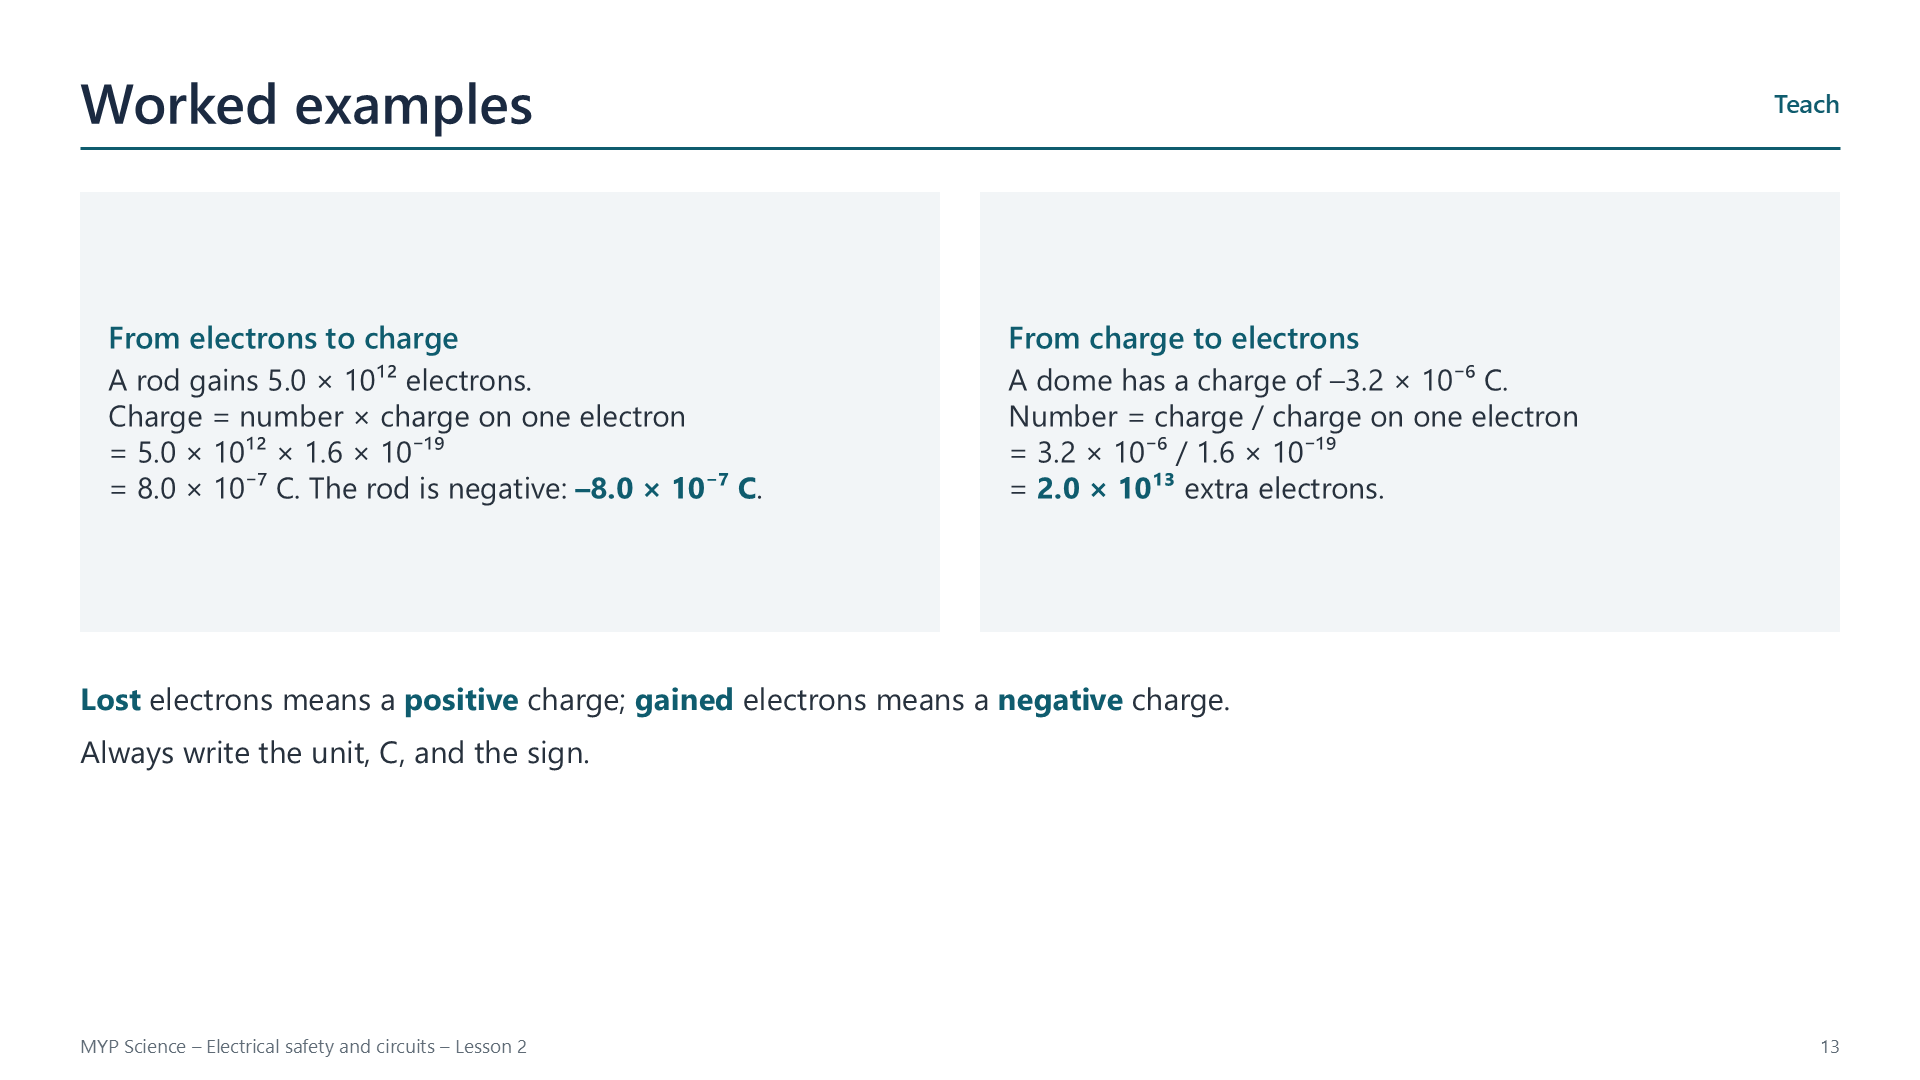 Worked examples
Teach
From electrons to charge
A rod gains 5.0 × 10¹² electrons.
Charge = number × charge on one electron
= 5.0 × 10¹² × 1.6 × 10⁻¹⁹
= 8.0 × 10⁻⁷ C. The rod is negative: –8.0 × 10⁻⁷ C.
From charge to electrons
A dome has a charge of –3.2 × 10⁻⁶ C.
Number = charge / charge on one electron
= 3.2 × 10⁻⁶ / 1.6 × 10⁻¹⁹
= 2.0 × 10¹³ extra electrons.
Lost electrons means a positive charge; gained electrons means a negative charge.
Always write the unit, C, and the sign.
MYP Science – Electrical safety and circuits – Lesson 2
13